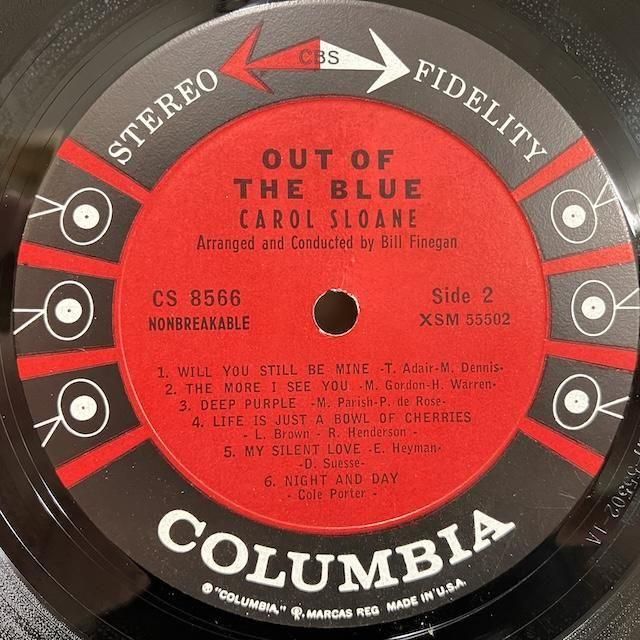 CBS
STEREO FIDELITY
OUT OF
THE BLUE
CAROL SLOANE
Arranged and Conducted by Bill Finegan
CS 8566
NONBREAKABLE
Side 2
XSM 55502
1. WILL YOU STILL BE MINE -T. Adair-M. Dennis-
2. THE MORE I SEE YOU -M. Gordon-H. Warren-
3. DEEP PURPLE -M. Parish-P. de Rose-
4. LIFE IS JUST A BOWL OF CHERRIES
- L. Brown - R. Henderson -
5. MY SILENT LOVE -E. Heyman-
-D. Suesse-
6. NIGHT AND DAY
- Cole Porter -
COLUMBIA
® "COLUMBIA," ®, MARCAS REG MADE IN U.S.A.